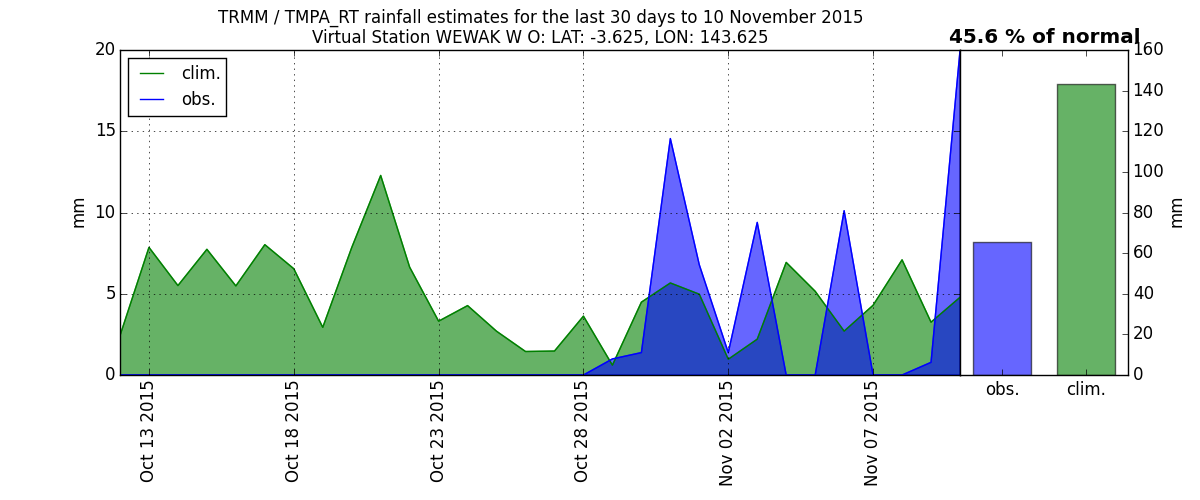 TRMM / TMPA_RT rainfall estimates for the last 30 days to 10 November 2015
Virtual Station WEWAK W O: LAT: -3.625, LON: 143.625
45.6 % of normal
clim.
obs.
20
15
10
5
0
mm
Oct 13 2015
Oct 18 2015
Oct 23 2015
Oct 28 2015
Nov 02 2015
Nov 07 2015
obs.
clim.
160
140
120
100
80
60
40
20
0
mm